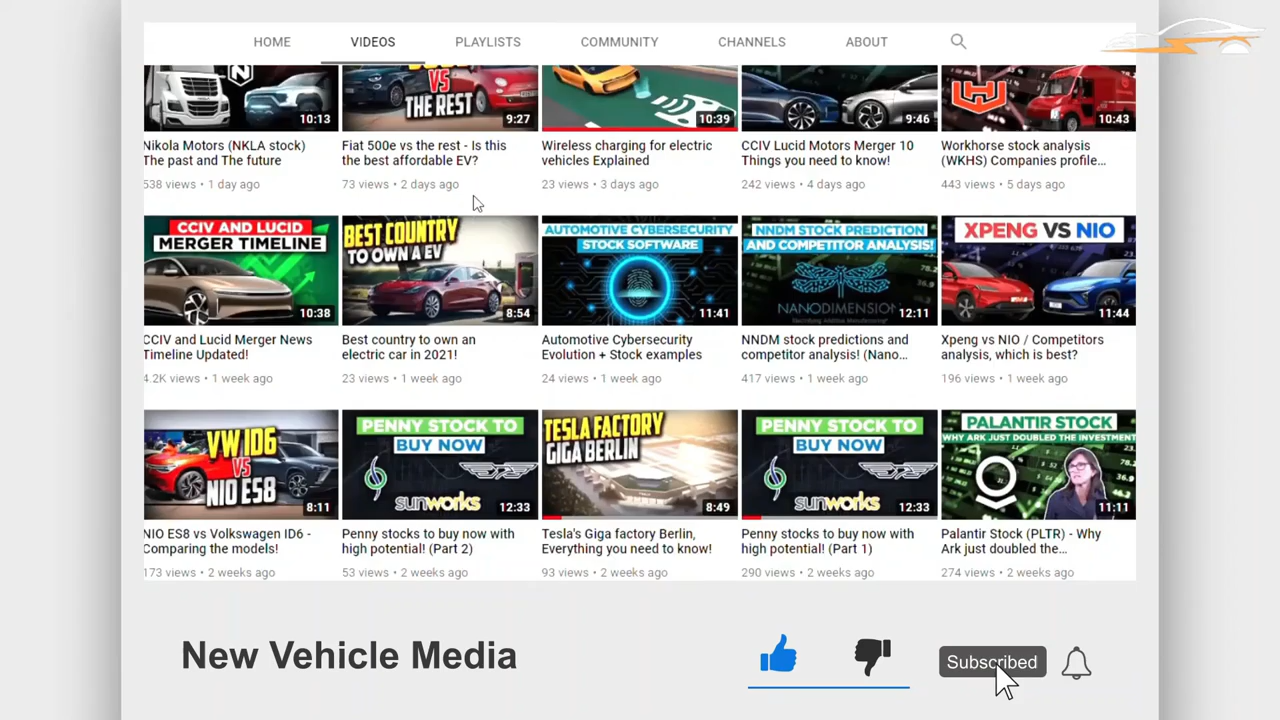 HOME VIDEOS PLAYLISTS COMMUNITY CHANNELS ABOUT
N
VS
THE REST
10:13
9:27
10:39
9:46
10:43
Nikola Motors (NKLA stock)
The past and The future
538 views • 1 day ago
Fiat 500e vs the rest - Is this
the best affordable EV?
73 views • 2 days ago
Wireless charging for electric
vehicles Explained
23 views • 3 days ago
CCIV Lucid Motors Merger 10
Things you need to know!
242 views • 4 days ago
Workhorse stock analysis
(WKHS) Companies profile...
443 views • 5 days ago
CCIV AND LUCID
MERGER TIMELINE
10:38
BEST COUNTRY
TO OWN A EV
8:54
AUTOMOTIVE CYBERSECURITY
STOCK SOFTWARE
11:41
NNDM STOCK PREDICTION
AND COMPETITOR ANALYSIS!
NANODIMENSION
12:11
XPENG VS NIO
11:44
CCIV and Lucid Merger News
Timeline Updated!
4.2K views • 1 week ago
Best country to own an
electric car in 2021!
23 views • 1 week ago
Automotive Cybersecurity
Evolution + Stock examples
24 views • 1 week ago
NNDM stock predictions and
competitor analysis! (Nano...
417 views • 1 week ago
Xpeng vs NIO / Competitors
analysis, which is best?
196 views • 1 week ago
VW ID6
VS
NIO ES8
8:11
PENNY STOCK TO
BUY NOW
sunworks
12:33
TESLA FACTORY
GIGA BERLIN
8:49
PENNY STOCK TO
BUY NOW
sunworks
12:33
PALANTIR STOCK
WHY ARK JUST DOUBLED THE INVESTMENT
11:11
NIO ES8 vs Volkswagen ID6 -
Comparing the models!
173 views • 2 weeks ago
Penny stocks to buy now with
high potential! (Part 2)
53 views • 2 weeks ago
Tesla's Giga factory Berlin,
Everything you need to know!
93 views • 2 weeks ago
Penny stocks to buy now with
high potential! (Part 1)
290 views • 2 weeks ago
Palantir Stock (PLTR) - Why
Ark just doubled the...
274 views • 2 weeks ago
New Vehicle Media
Subscribed